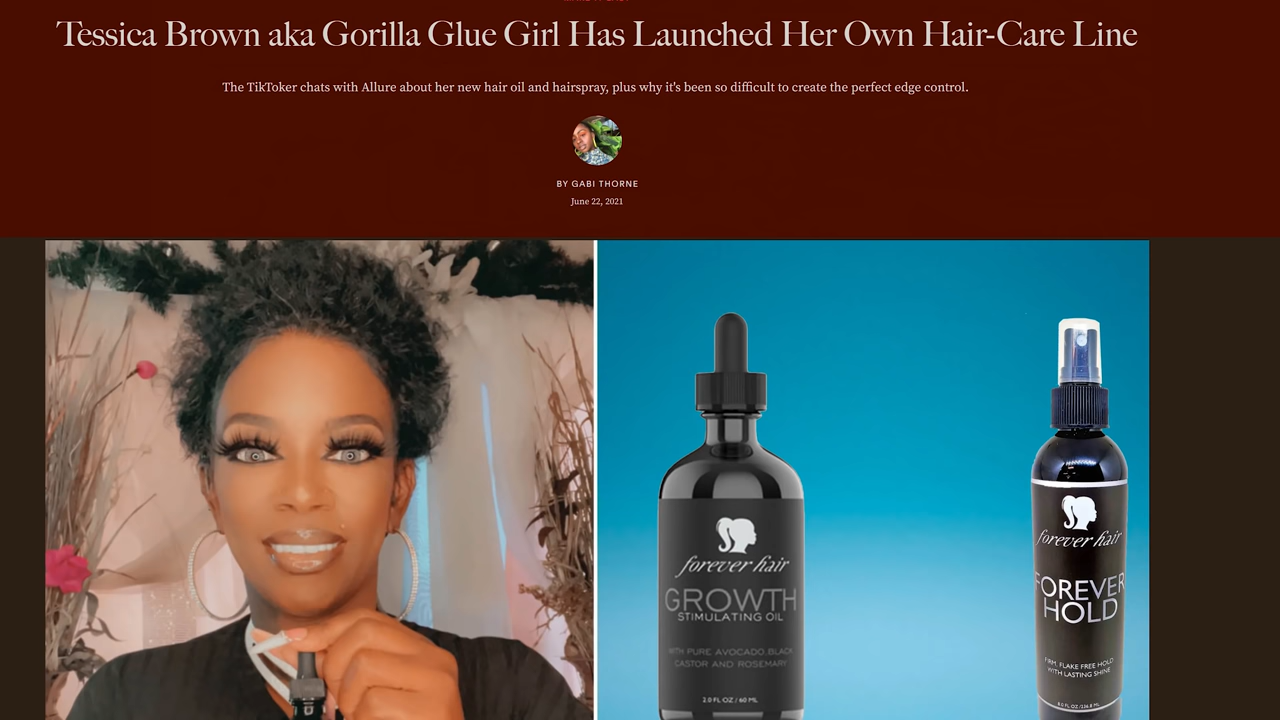 Tessica Brown aka Gorilla Glue Girl Has Launched Her Own Hair-Care Line
The TikToker chats with Allure about her new hair oil and hairspray, plus why it's been so difficult to create the perfect edge control.
BY GABI THORNE
June 22, 2021
forever hair
GROWTH
STIMULATING OIL
WITH PURE AVOCADO, BLACK
CASTOR AND ROSEMARY
2.0 FL OZ / 60 ML
forever hair
FOREVER
HOLD
FIRM, FLAKE FREE HOLD
WITH LASTING SHINE